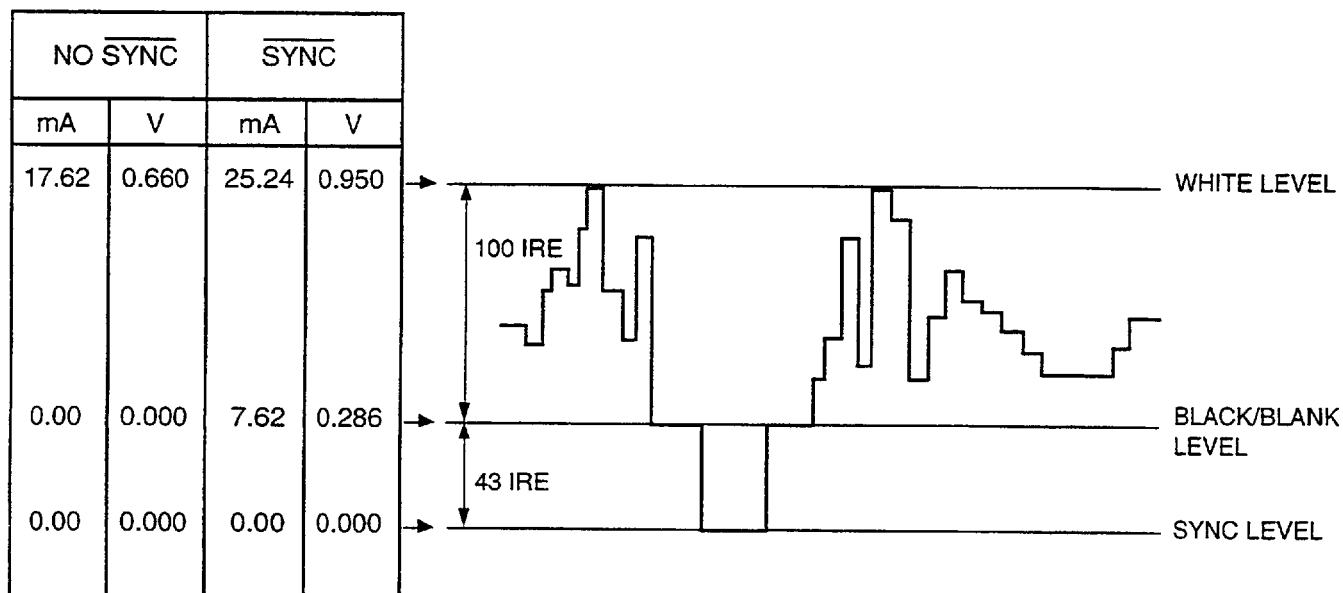 NO SYNC SYNC
mA V mA V
17.62 0.660 25.24 0.950 WHITE LEVEL
100 IRE
0.00 0.000 7.62 0.286 BLACK/BLANK
LEVEL
43 IRE
0.00 0.000 0.00 0.000 SYNC LEVEL